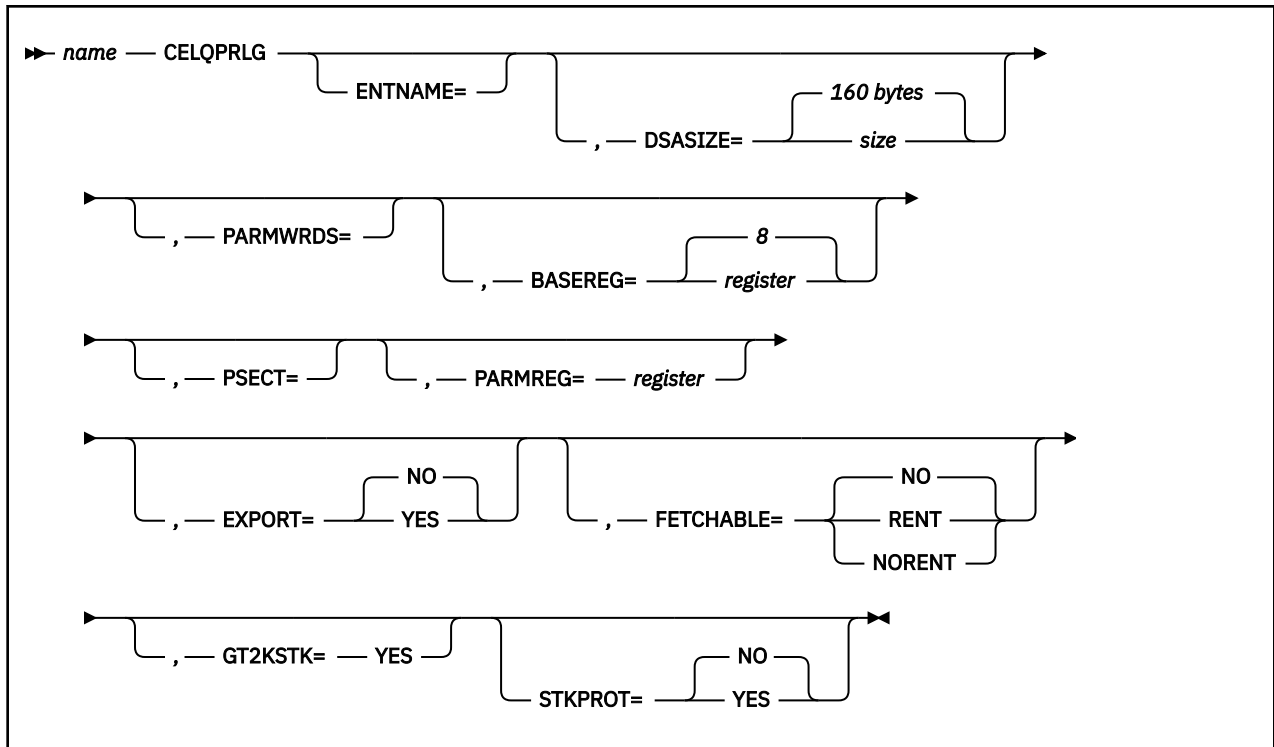 name CELQPRLG
ENTNAME=
160 bytes
, DSASIZE= size
, PARMWRDS=
8
, BASEREG= register
, PSECT= , PARMREG= register
NO
, EXPORT= YES
NO
, FETCHABLE= RENT
NORENT
, GT2KSTK= YES
NO
STKPROT= YES